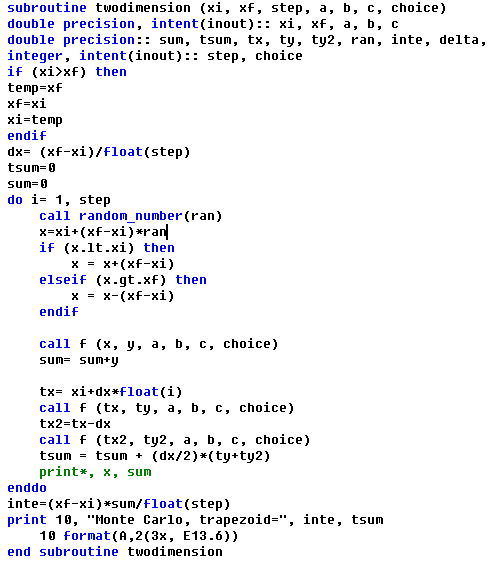 subroutine twodimension (xi, xf, step, a, b, c, choice)
double precision, intent(inout):: xi, xf, a, b, c
double precision:: sum, tsum, tx, ty, ty2, ran, inte, delta,
integer, intent(inout):: step, choice
if (xi>xf) then
temp=xf
xf=xi
xi=temp
endif
dx= (xf-xi)/float(step)
tsum=0
sum=0
do i= 1, step
    call random_number(ran)
    x=xi+(xf-xi)*ran
    if (x.lt.xi) then
        x = x+(xf-xi)
    elseif (x.gt.xf) then
        x = x-(xf-xi)
    endif

    call f (x, y, a, b, c, choice)
    sum= sum+y

    tx= xi+dx*float(i)
    call f (tx, ty, a, b, c, choice)
    tx2=tx-dx
    call f (tx2, ty2, a, b, c, choice)
    tsum = tsum + (dx/2)*(ty+ty2)
    print*, x, sum
enddo
inte=(xf-xi)*sum/float(step)
print 10, "Monte Carlo, trapezoid=", inte, tsum
    10 format(A,2(3x, E13.6))
end subroutine twodimension